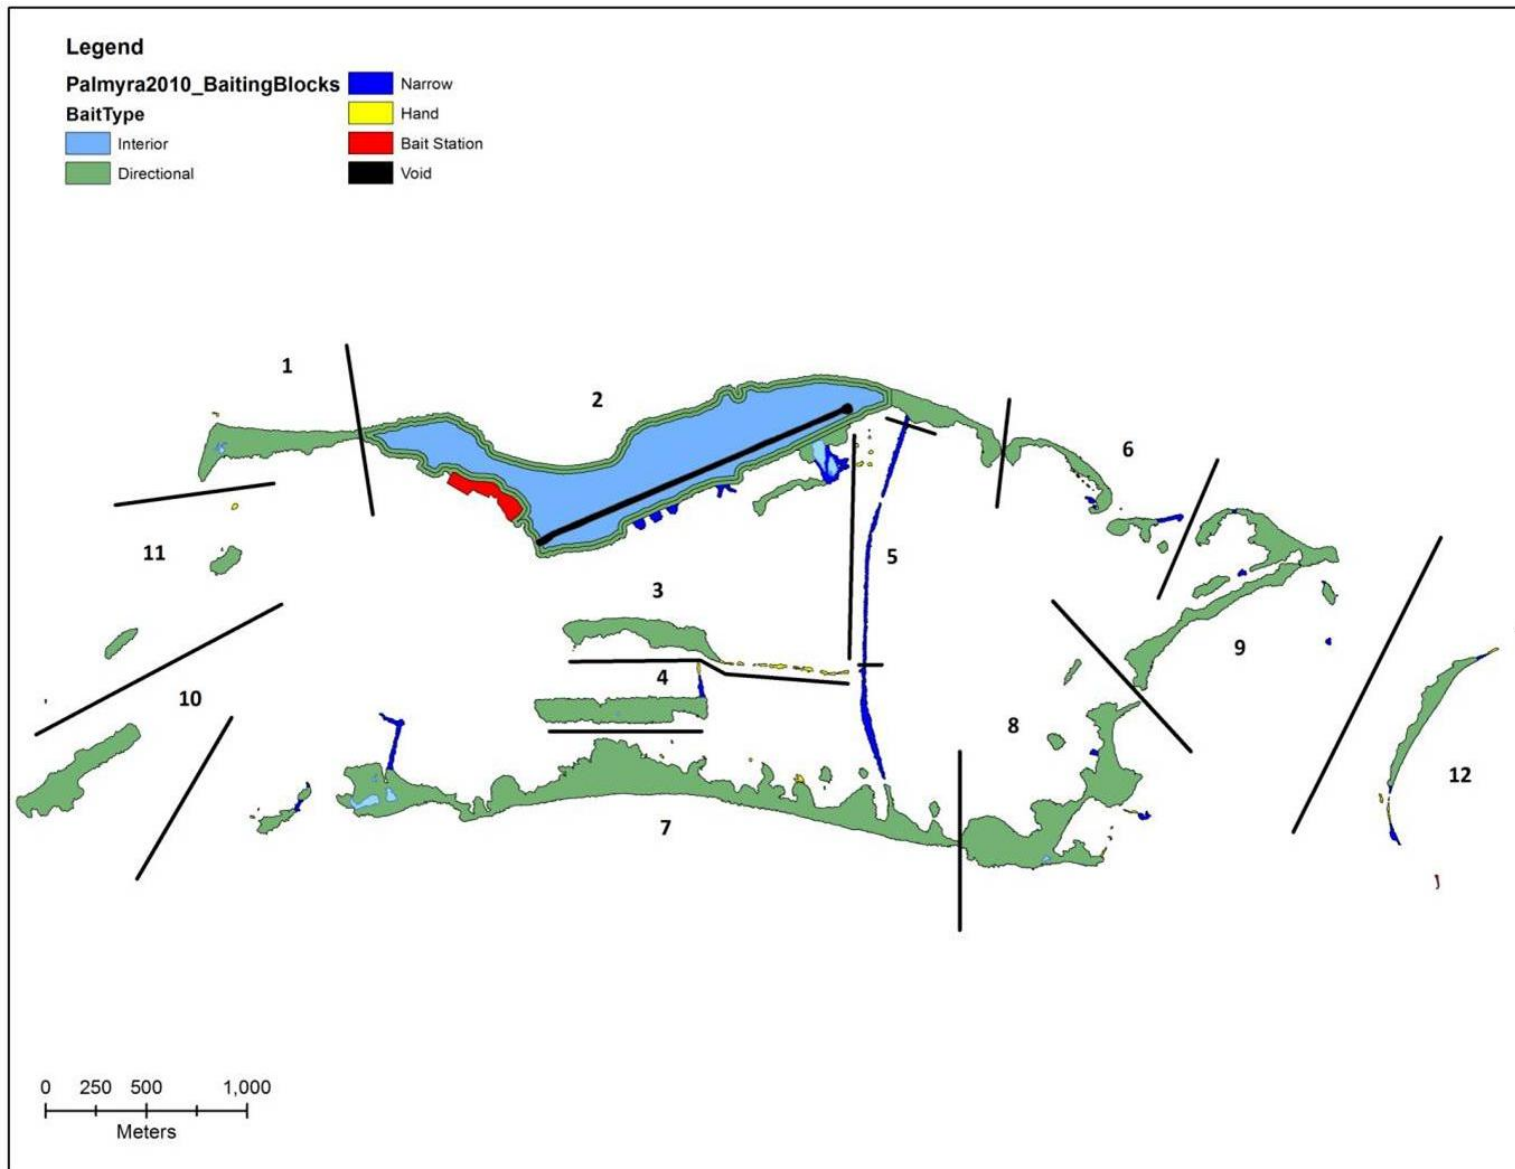 Legend
Palmyra2010_BaitingBlocks
BaitType
Interior
Directional
Narrow
Hand
Bait Station
Void
1
2
6
11
5
3
9
4
10
8
12
7
0 250 500 1,000
Meters